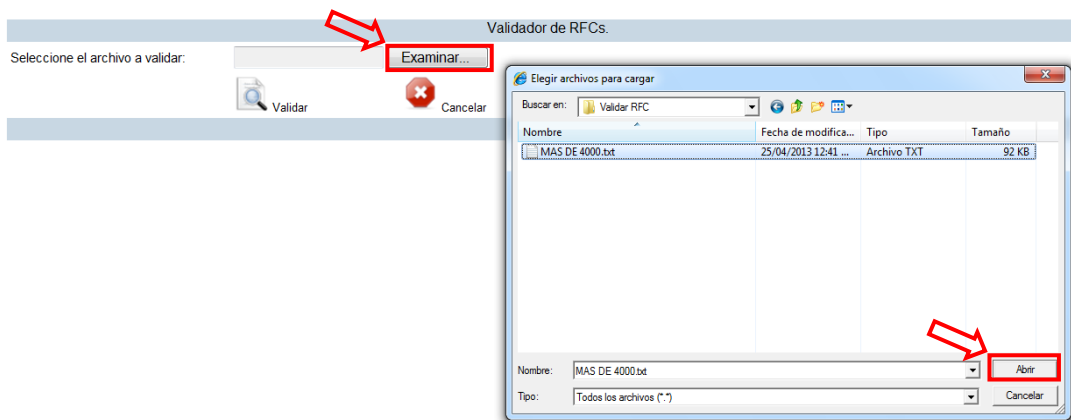 Validador de RFCs.
Seleccione el archivo a validar:
Examinar...
Validar
Cancelar
Elegir archivos para cargar
Buscar en:
Validar RFC
Nombre Fecha de modifica... Tipo Tamaño
MAS DE 4000.txt 25/04/2013 12:41 ... Archivo TXT 92 KB
Nombre: MAS DE 4000.txt Abrir
Tipo: Todos los archivos (*.*) Cancelar